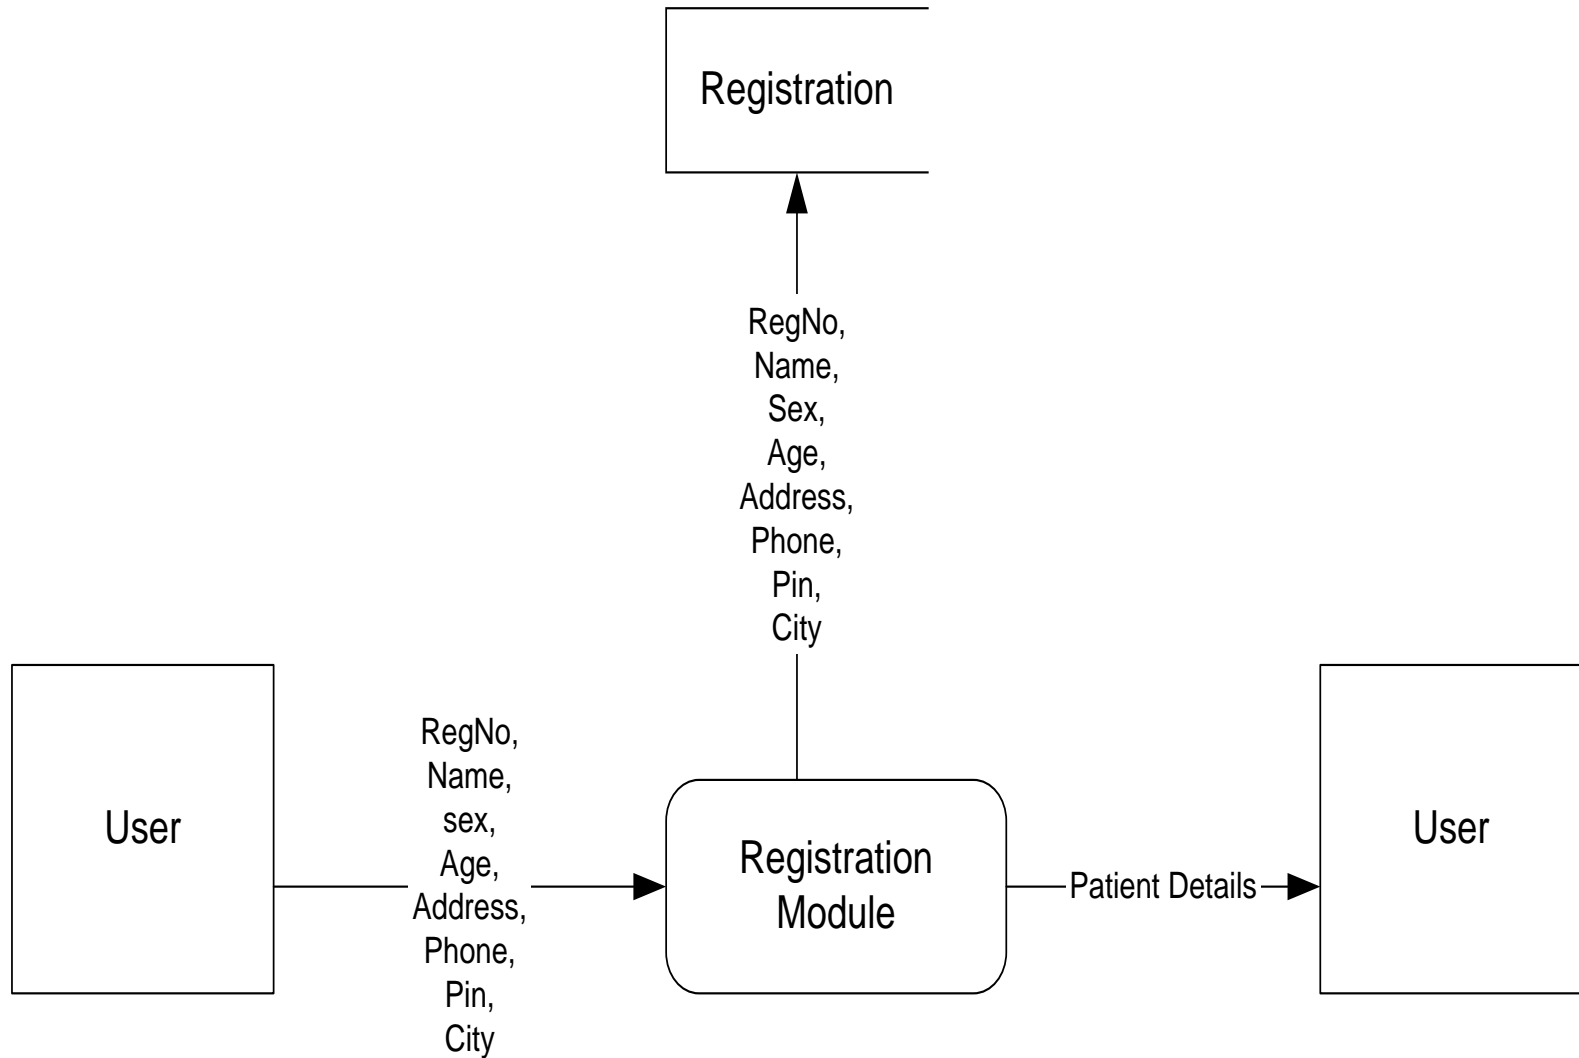 Registration
RegNo,
Name,
Sex,
Age,
Address,
Phone,
Pin,
City
User
RegNo,
Name,
sex,
Age,
Address,
Phone,
Pin,
City
Registration
Module
Patient Details
User